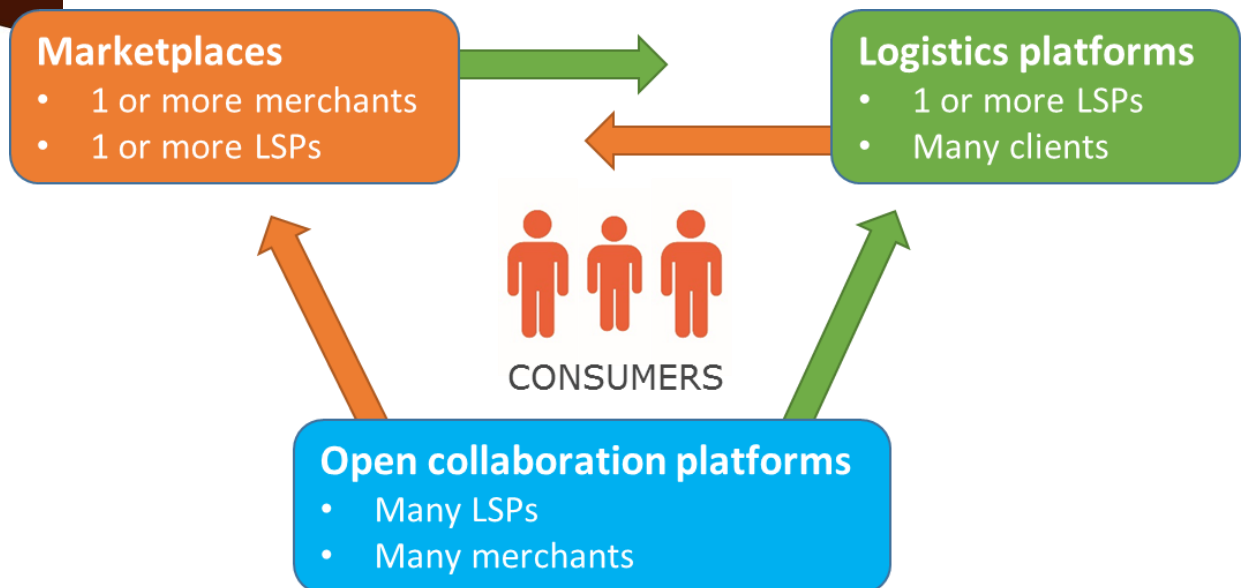 Marketplaces
• 1 or more merchants
• 1 or more LSPs
Logistics platforms
• 1 or more LSPs
• Many clients
CONSUMERS
Open collaboration platforms
• Many LSPs
• Many merchants